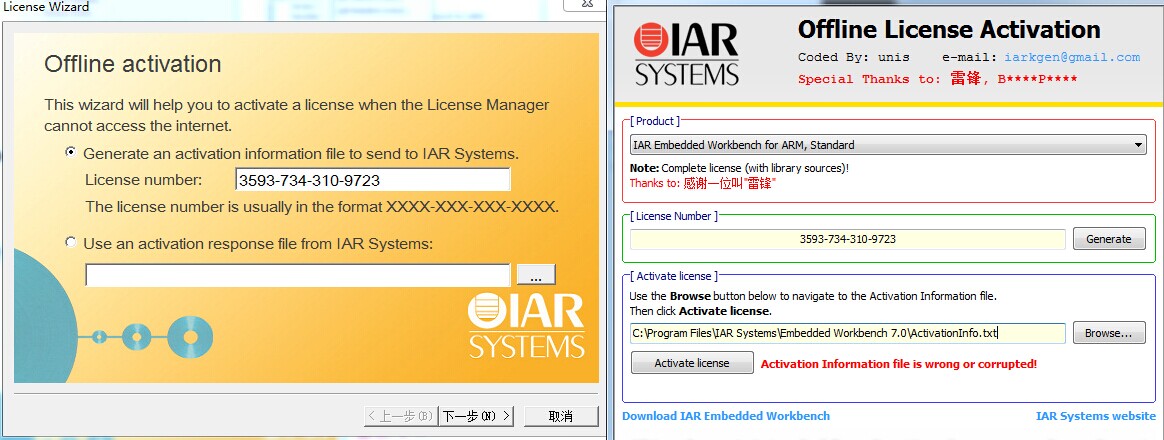 License Wizard
Offline activation
This wizard will help you to activate a license when the License Manager
cannot access the internet.
Generate an activation information file to send to IAR Systems.
License number: 3593-734-310-9723
The license number is usually in the format XXXX-XXX-XXX-XXXX.
Use an activation response file from IAR Systems:
...
IAR
SYSTEMS
< 上一步(B) 下一步(N) > 取消
IAR
SYSTEMS
Offline License Activation
Coded By: unis e-mail: iarkgen@gmail.com
Special Thanks to: 雷锋, B****P****
[ Product ]
IAR Embedded Workbench for ARM, Standard
Note: Complete license (with library sources)!
Thanks to: 感谢一位叫"雷锋"
[ License Number ]
3593-734-310-9723 Generate
[ Activate license ]
Use the Browse button below to navigate to the Activation Information file.
Then click Activate license.
C:\Program Files\IAR Systems\Embedded Workbench 7.0\ActivationInfo.txt Browse...
Activate license Activation Information file is wrong or corrupted!
Download IAR Embedded Workbench IAR Systems website